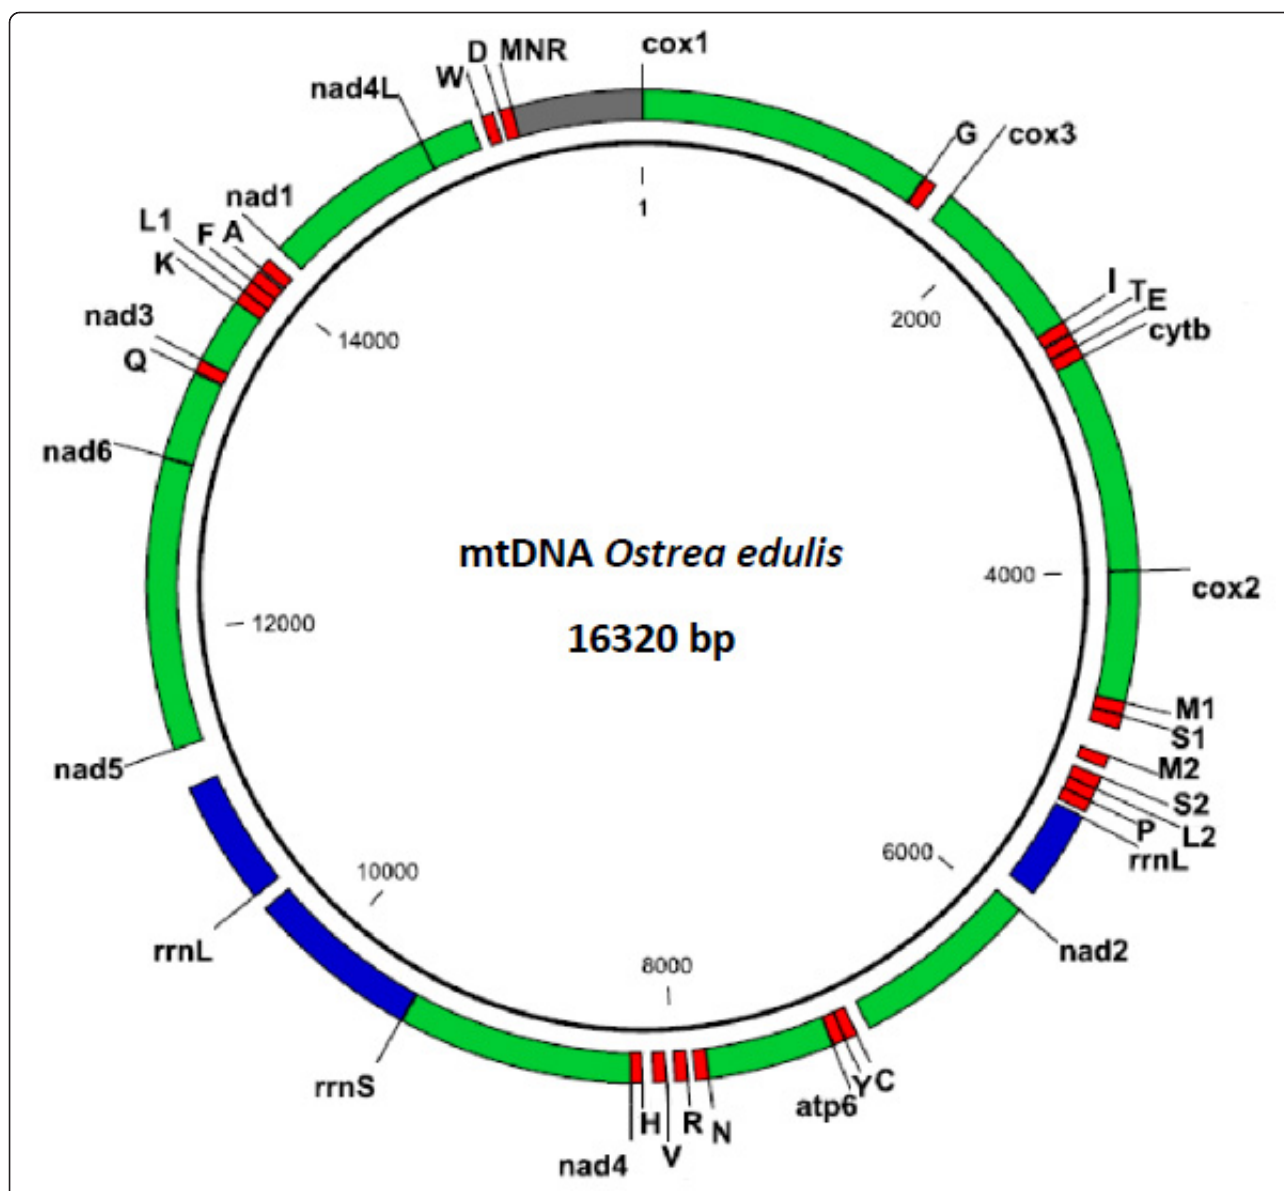 cox1
G
cox3
I
T
E
cytb
cox2
M1
S1
M2
S2
L2
P
rrnL
nad2
C
Y
atp6
N
R
V
H
nad4
rrnS
rrnL
nad5
nad6
Q
nad3
K
L1
F
A
nad1
nad4L
W
D
MNR
1
2000
4000
6000
8000
10000
12000
14000
mtDNA Ostrea edulis
16320 bp